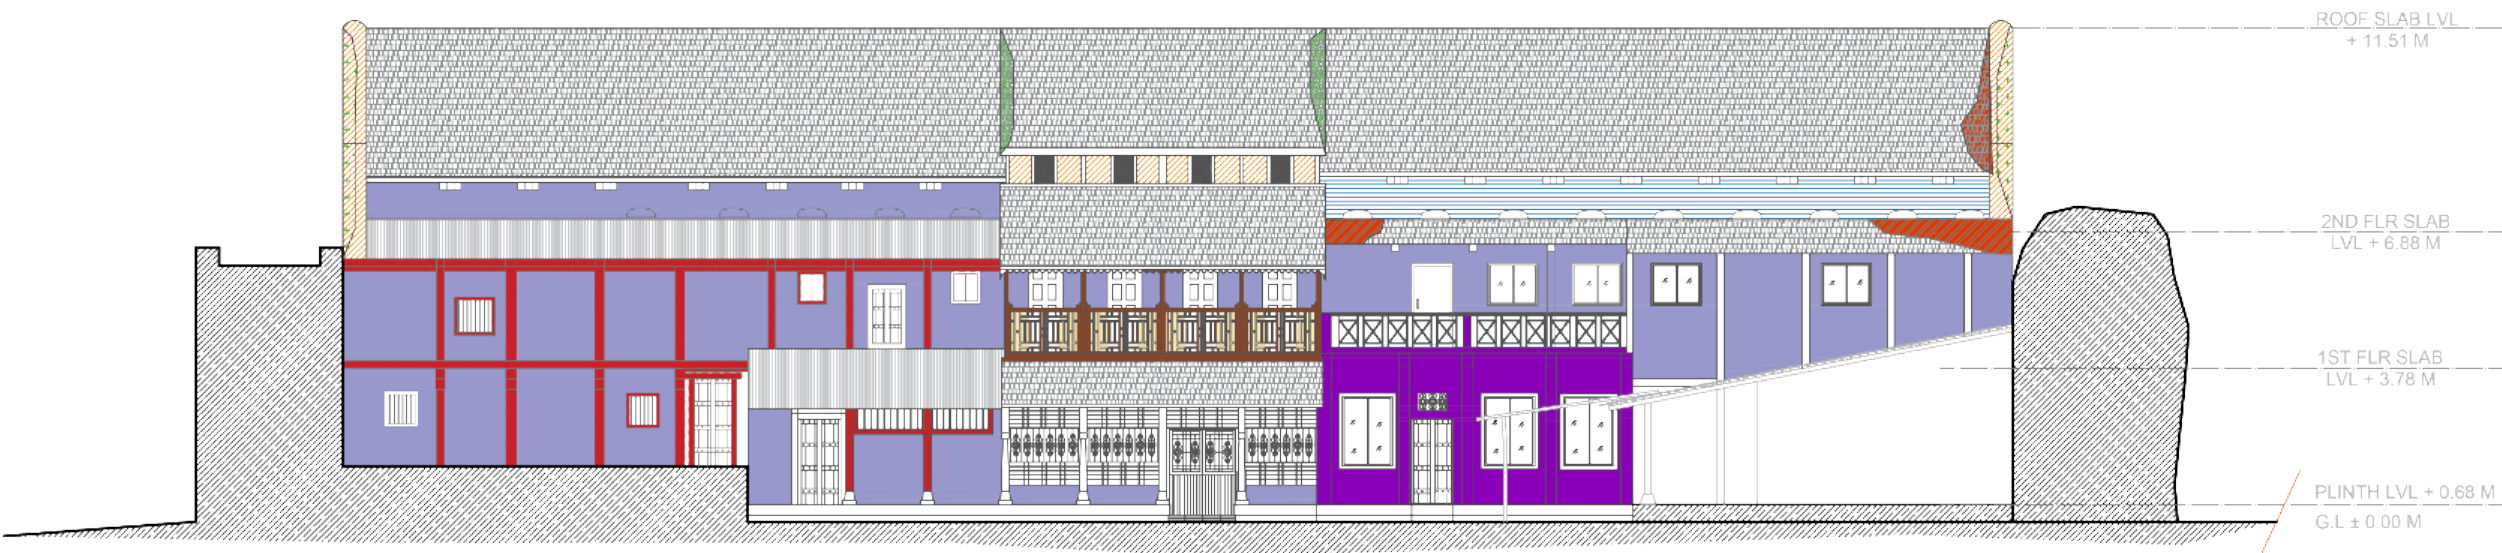 ROOF SLAB LVL
+ 11.51 M
2ND FLR SLAB
LVL + 6.88 M
1ST FLR SLAB
LVL + 3.78 M
PLINTH LVL + 0.68 M
G.L ± 0.00 M